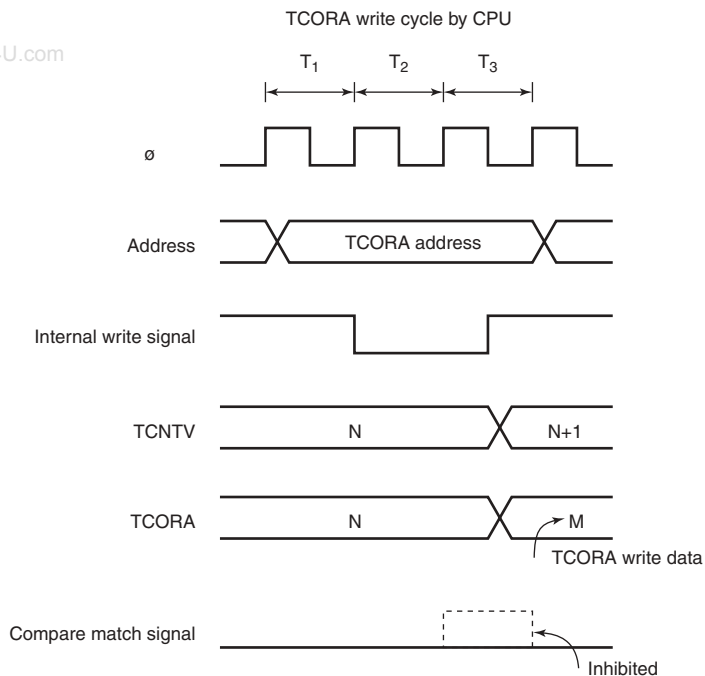 TCORA write cycle by CPU
U.com
T1 T2 T3
ø
Address
TCORA address
Internal write signal
TCNTV
N
N+1
TCORA
N
M
TCORA write data
Compare match signal
Inhibited